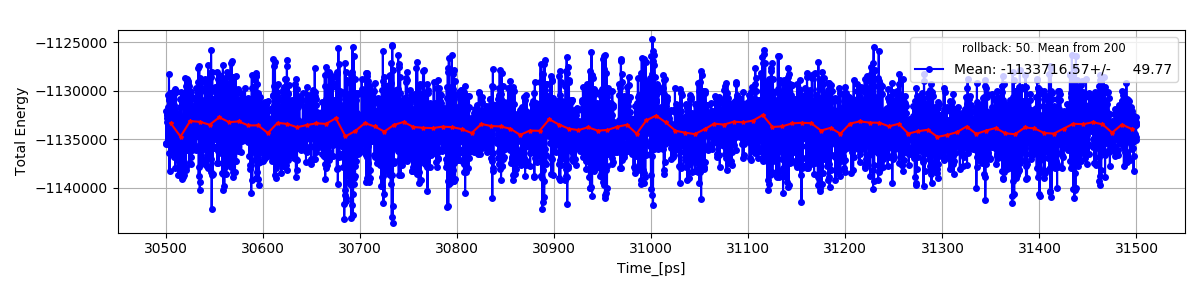 rollback: 50. Mean from 200
Mean: -1133716.57+/- 49.77
Total Energy
−1125000
−1130000
−1135000
−1140000
30500 30600 30700 30800 30900 31000 31100 31200 31300 31400 31500
Time_[ps]